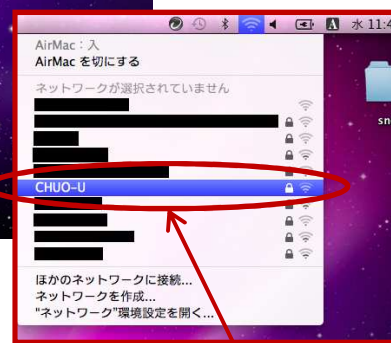 水 11:4
AirMac：入
AirMac を切にする
ネットワークが選択されていません
CHUO-U
ほかのネットワークに接続...
ネットワークを作成...
"ネットワーク"環境設定を開く...
sn